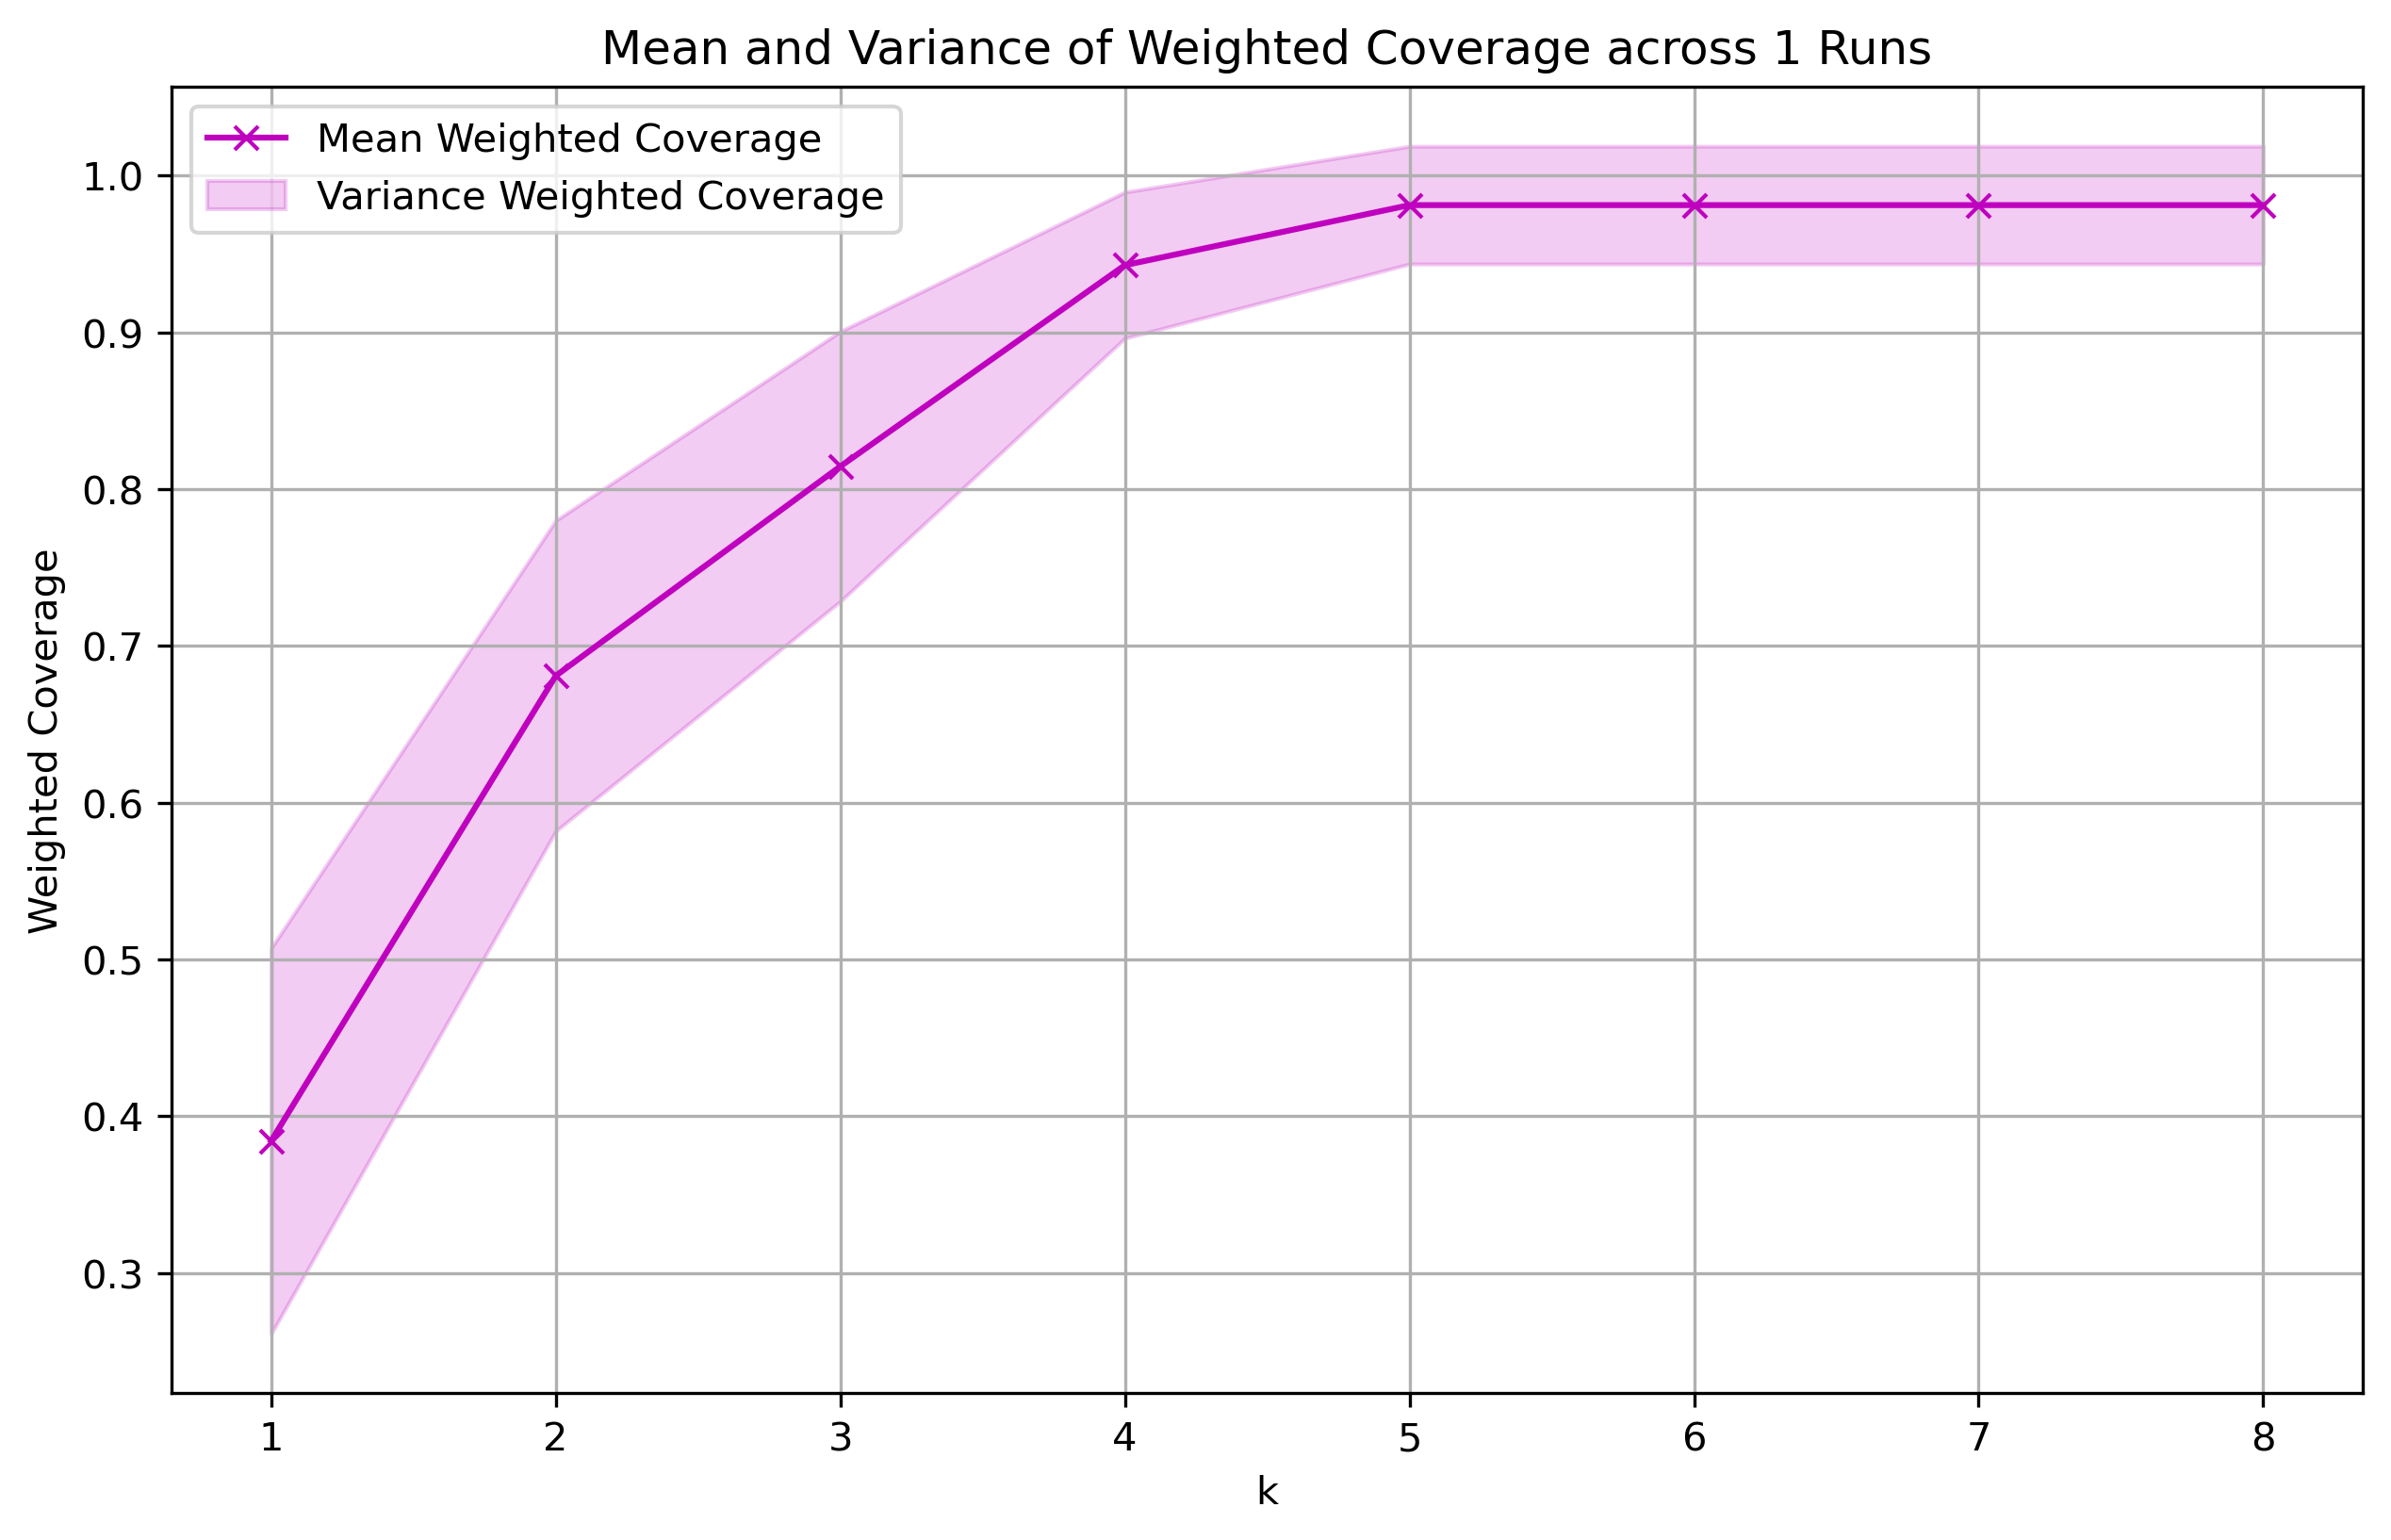 Mean and Variance of Weighted Coverage across 1 Runs
Mean Weighted Coverage
Variance Weighted Coverage
Weighted Coverage
1.0
0.9
0.8
0.7
0.6
0.5
0.4
0.3
1 2 3 4 5 6 7 8
k